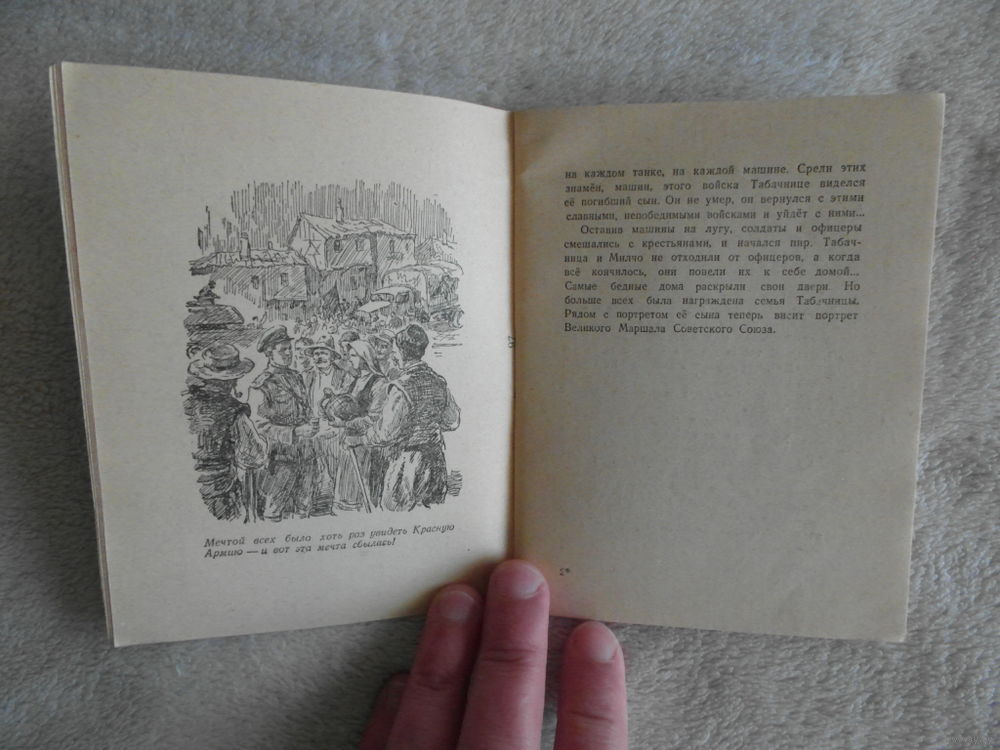 Мечтой всех было хоть раз увидеть Красную
Армию — и вот эта мечта сбылась!
на каждом танке, на каждой машине. Среди этих
знамён, машин, этого войска Табачнице виделся
её погибший сын. Он не умер, он вернулся с этими
славными, непобедимыми войсками и уйдёт с ними...
Оставив машины на лугу, солдаты и офицеры
смешались с крестьянами, и начался пир. Табач-
ница и Милчо не отходили от офицеров, а когда
всё кончилось, они повели их к себе домой...
Самые бедные дома раскрыли свои двери. Но
больше всех была награждена семья Табачницы.
Рядом с портретом её сына теперь висит портрет
Великого Маршала Советского Союза.
2*